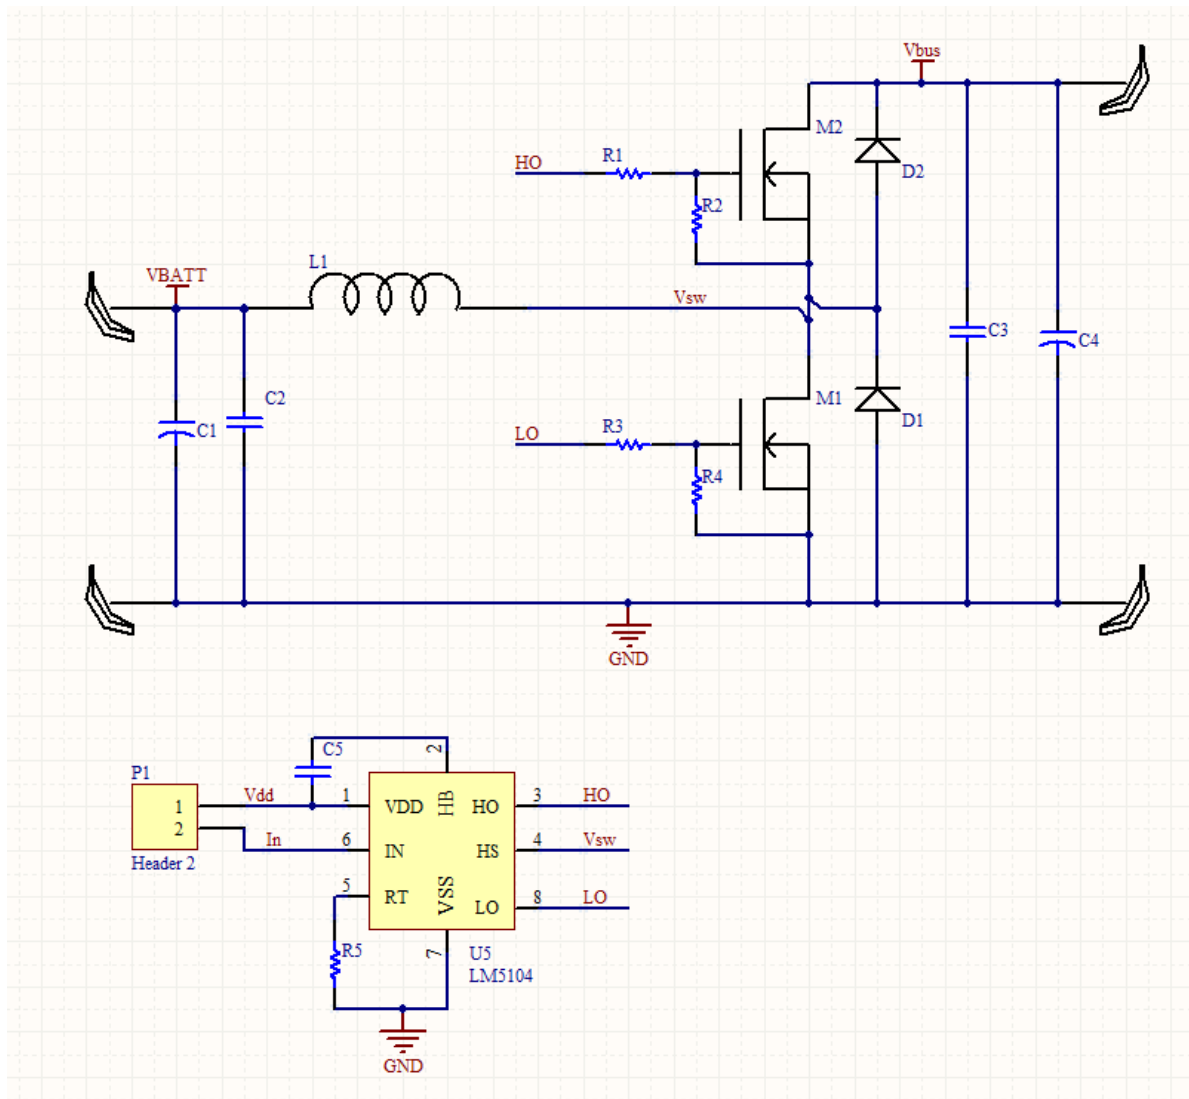 Vbus
M2
HO
R1
D2
R2
VBATT
L1
Vsw
C3
C4
C1
C2
M1
LO
R3
D1
R4
GND
P1
C5
2
1
2
Vdd
1
VDD
HB
HO
3
HO
In
6
IN
HS
4
Vsw
Header 2
5
RT
VSS
LO
8
LO
R5
7
U5
LM5104
GND